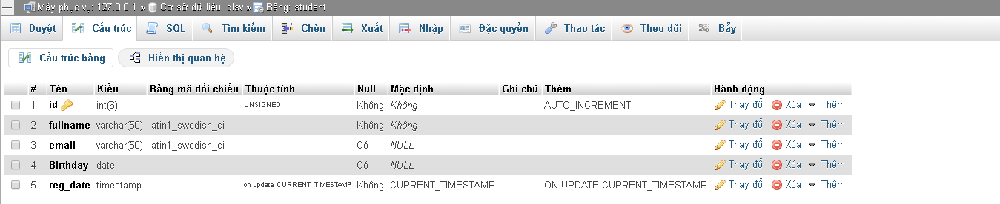 Máy phục vụ: 127.0.0.1 » Cơ sở dữ liệu: qlsv » Bảng: student
Duyệt Cấu trúc SQL Tìm kiếm Chèn Xuất Nhập Đặc quyền Thao tác Theo dõi Bẫy
Cấu trúc bảng Hiển thị quan hệ
# Tên Kiểu Bảng mã đối chiếu Thuộc tính Null Mặc định Ghi chú Thêm Hành động
1 id int(6) UNSIGNED Không Không AUTO_INCREMENT Thay đổi Xóa Thêm
2 fullname varchar(50) latin1_swedish_ci Không Không Thay đổi Xóa Thêm
3 email varchar(50) latin1_swedish_ci Có NULL Thay đổi Xóa Thêm
4 Birthday date Có NULL Thay đổi Xóa Thêm
5 reg_date timestamp on update CURRENT_TIMESTAMP Không CURRENT_TIMESTAMP ON UPDATE CURRENT_TIMESTAMP Thay đổi Xóa Thêm